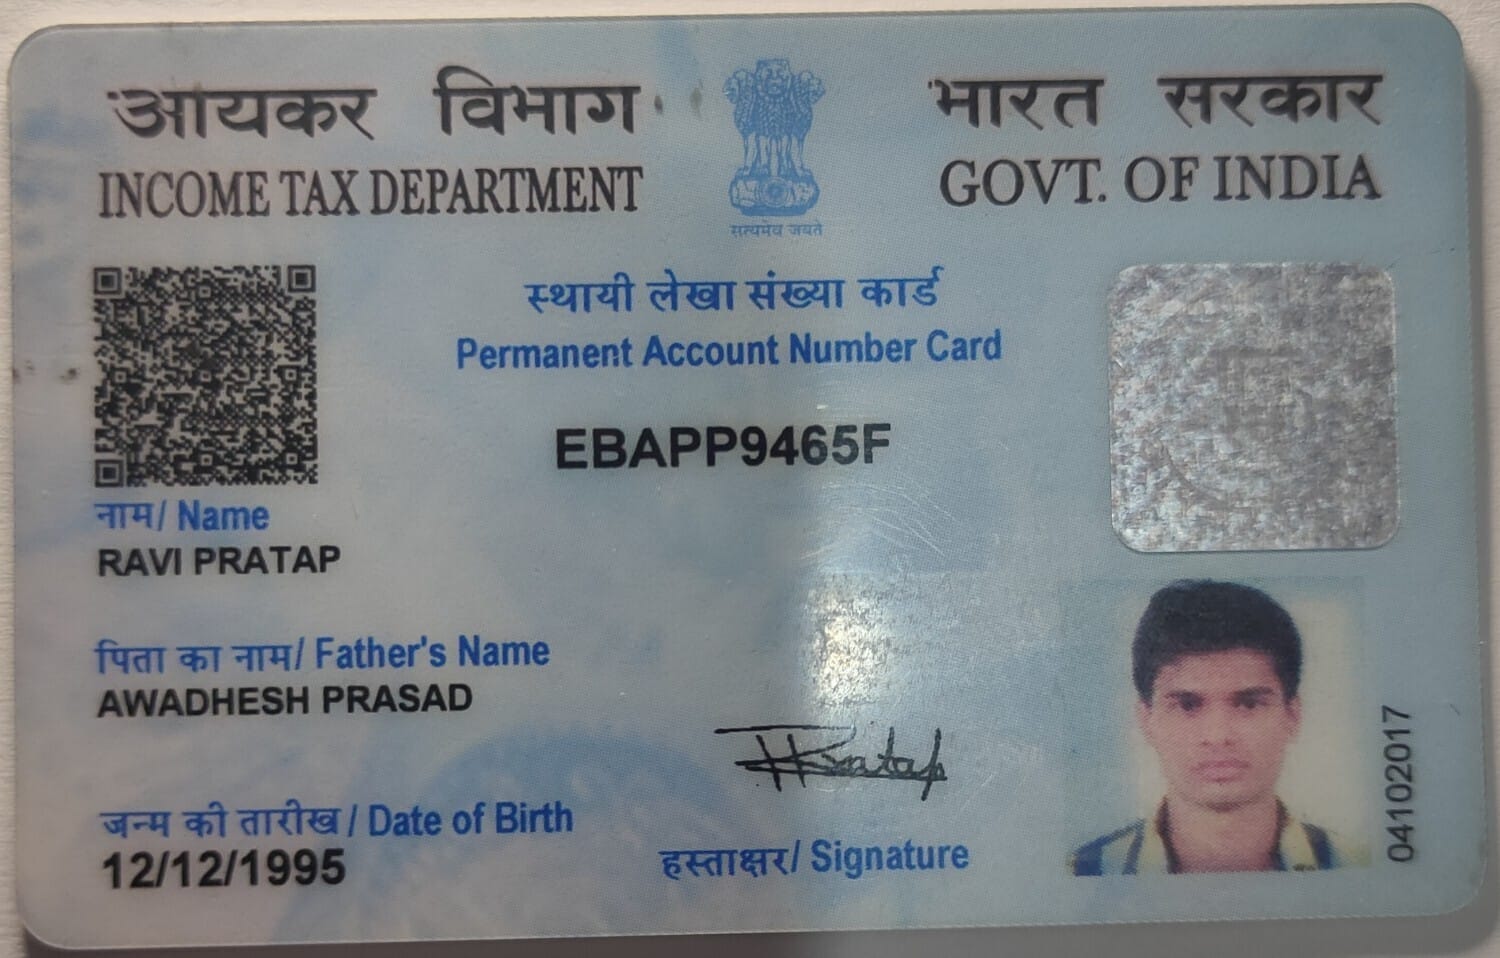 आयकर विभाग
INCOME TAX DEPARTMENT
सत्यमेव जयते
भारत सरकार
GOVT. OF INDIA
स्थायी लेखा संख्या कार्ड
Permanent Account Number Card
EBAPP9465F
नाम/ Name
RAVI PRATAP
पिता का नाम/ Father's Name
AWADHESH PRASAD
जन्म की तारीख / Date of Birth
12/12/1995
RPratap
हस्ताक्षर/ Signature
04102017